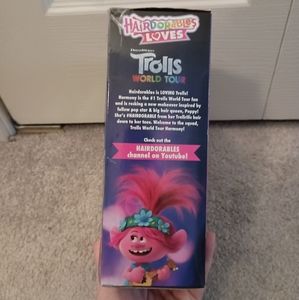 HAIRDORABLES
LOVES
DREAMWORKS
Trolls
WORLD TOUR
Hairdorables is LOVING Trolls!
Harmony is the #1 Trolls World Tour fan
and is rocking a new makeover inspired by
fellow pop star & big hair queen, Poppy!
She's #HAIRDORABLE from her Trollific hair
down to her toes. Welcome to the squad,
Trolls World Tour Harmony!
Check out the
HAIRDORABLES
channel on Youtube!